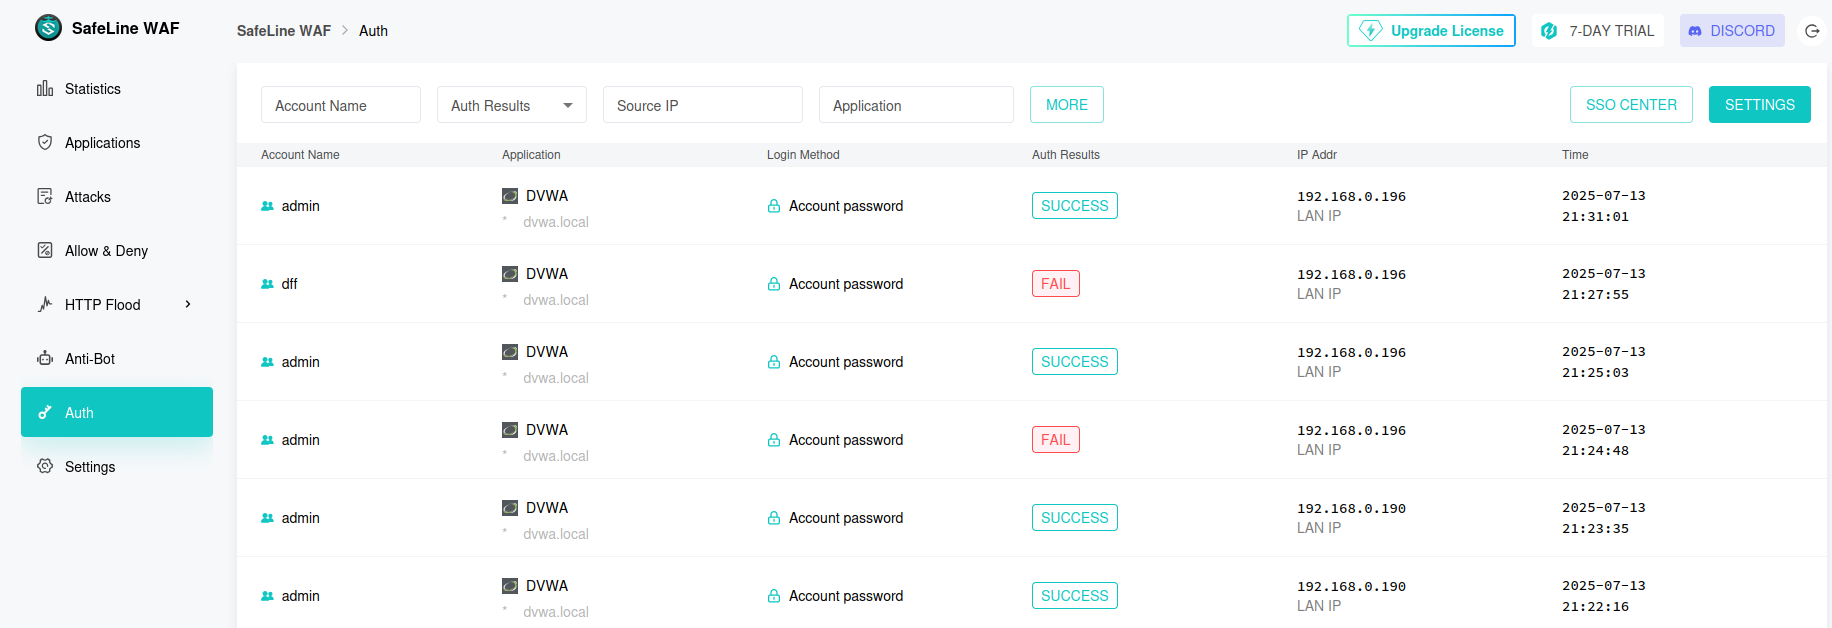 SafeLine WAF
SafeLine WAF > Auth
Upgrade License
7-DAY TRIAL
DISCORD
Statistics
Applications
Attacks
Allow & Deny
HTTP Flood
Anti-Bot
Auth
Settings
Account Name
Auth Results
Source IP
Application
MORE
SSO CENTER
SETTINGS
Account Name Application Login Method Auth Results IP Addr Time
admin DVWA Account password SUCCESS 192.168.0.196 2025-07-13
* dvwa.local LAN IP 21:31:01
dff DVWA Account password FAIL 192.168.0.196 2025-07-13
* dvwa.local LAN IP 21:27:55
admin DVWA Account password SUCCESS 192.168.0.196 2025-07-13
* dvwa.local LAN IP 21:25:03
admin DVWA Account password FAIL 192.168.0.196 2025-07-13
* dvwa.local LAN IP 21:24:48
admin DVWA Account password SUCCESS 192.168.0.190 2025-07-13
* dvwa.local LAN IP 21:23:35
admin DVWA Account password SUCCESS 192.168.0.190 2025-07-13
* dvwa.local LAN IP 21:22:16